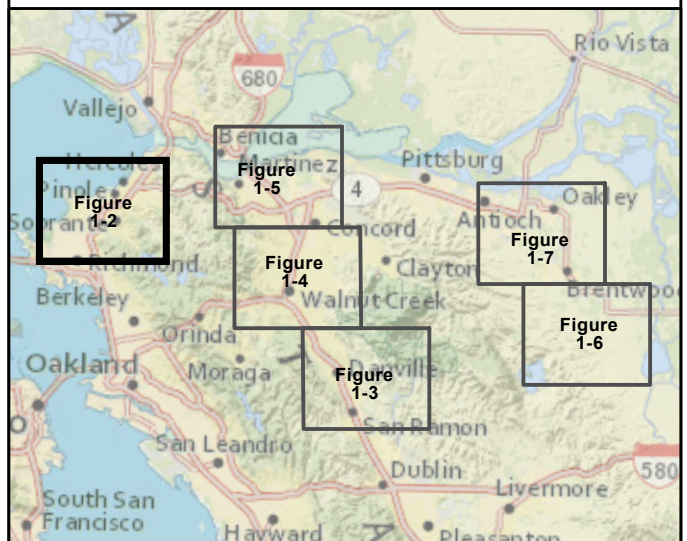 Rio Vista
680
Vallejo
Benicia
Hercules
Martinez
Pittsburg
Figure
1-5
4
Pinole
Oakley
Figure
1-2
Antioch
Concord
Figure
1-7
Richmond
Figure
1-4
Clayton
Berkeley
Walnut Creek
Brentwoo
Orinda
Figure
1-6
Oakland
Moraga
Danville
Figure
1-3
San Ramon
San Leandro
580
Dublin
Livermore
South San
Francisco
Hayward
Pleasanton